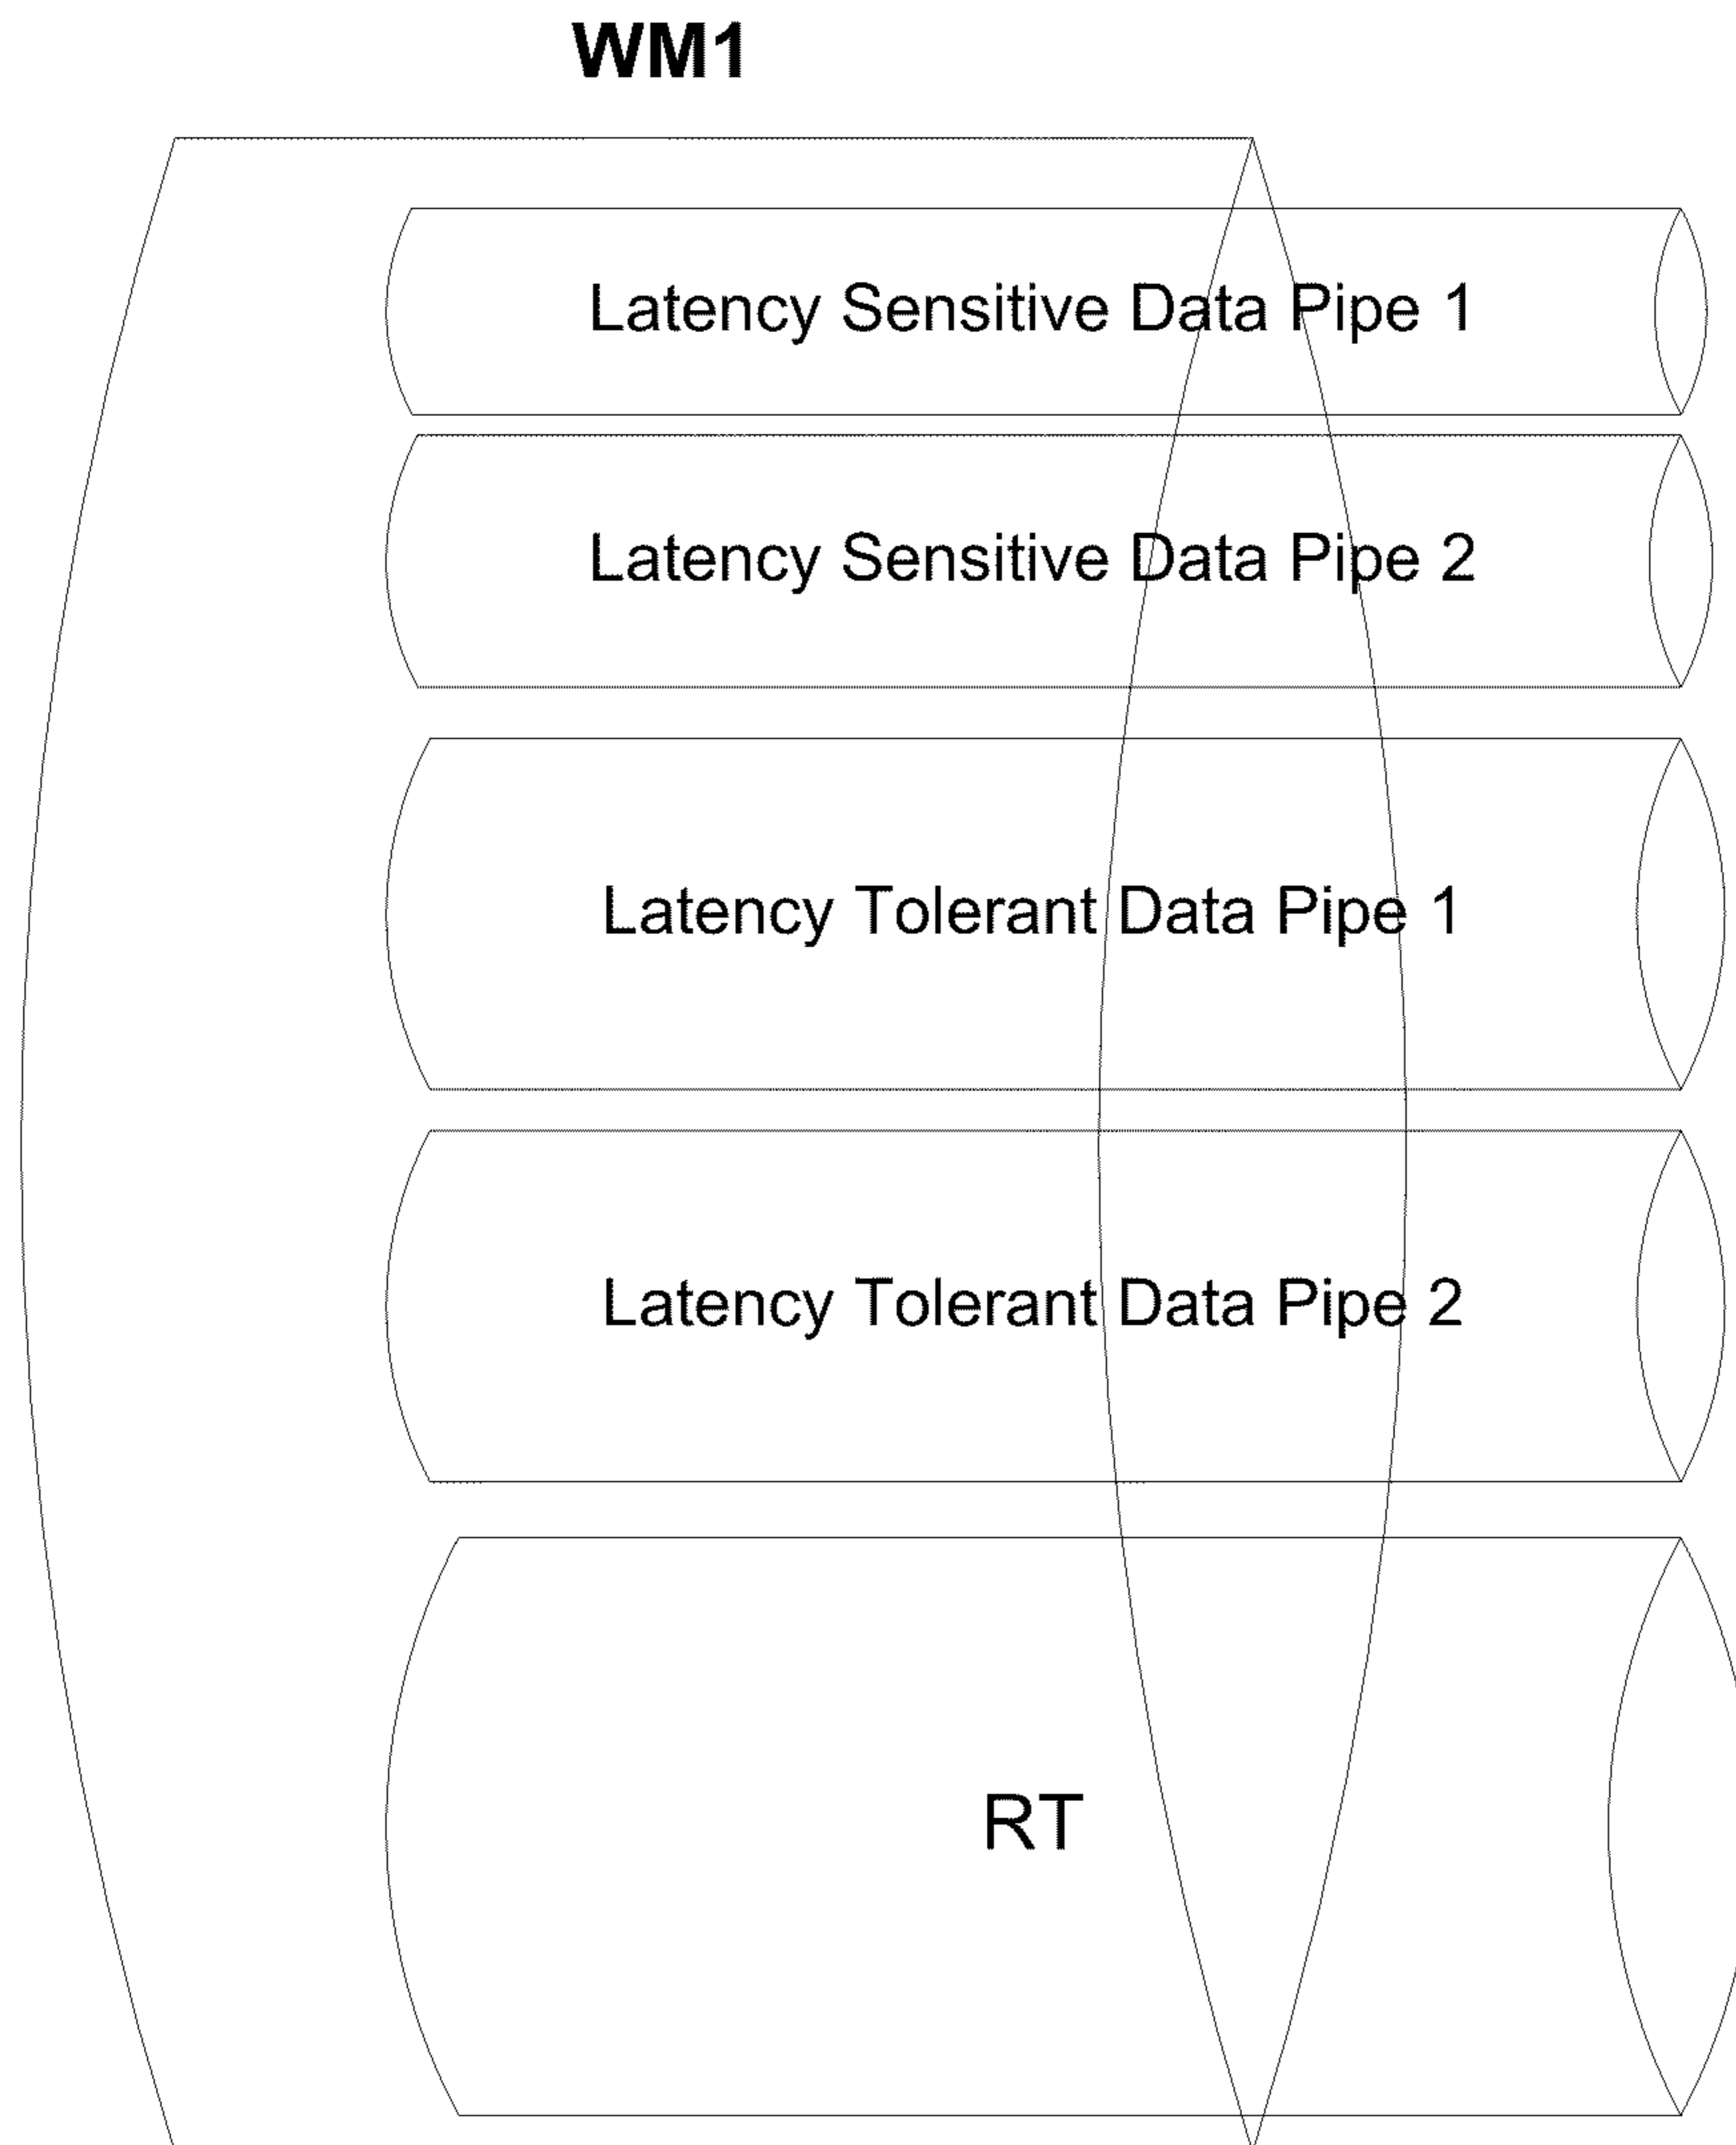 WM1
Latency Sensitive Data Pipe 1
Latency Sensitive Data Pipe 2
Latency Tolerant Data Pipe 1
Latency Tolerant Data Pipe 2
RT